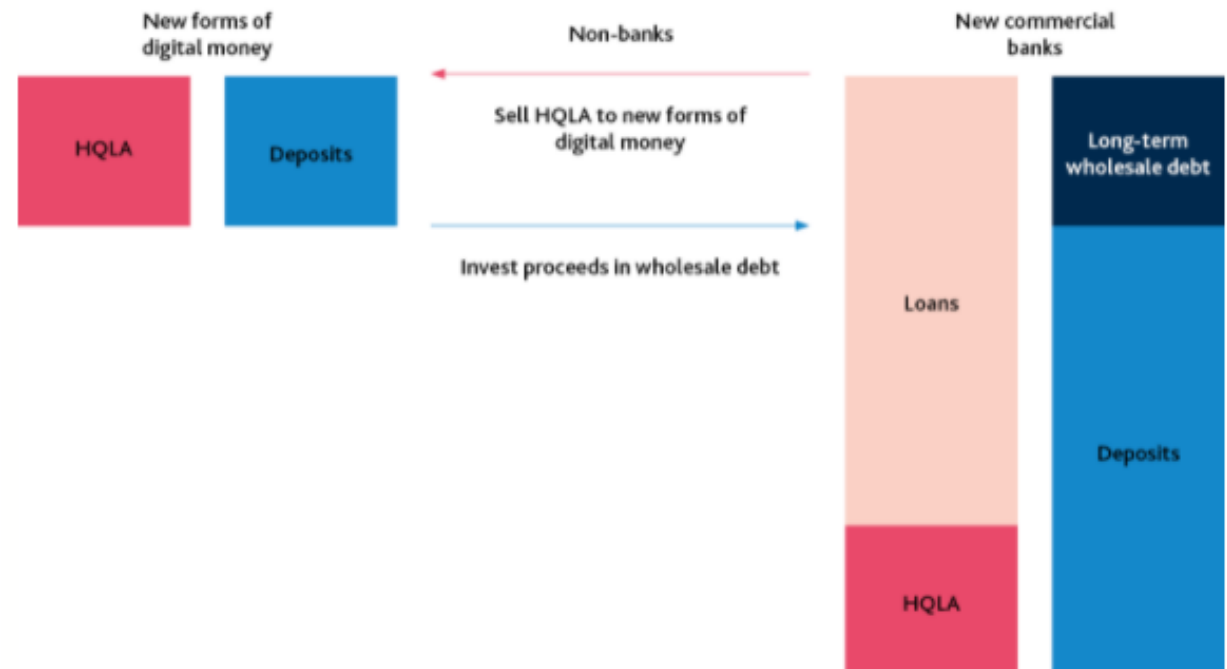 New forms of
digital money
Non-banks
New commercial
banks
HQLA
Deposits
Sell HQLA to new forms of
digital money
Long-term
wholesale debt
Invest proceeds in wholesale debt
Loans
Deposits
HQLA